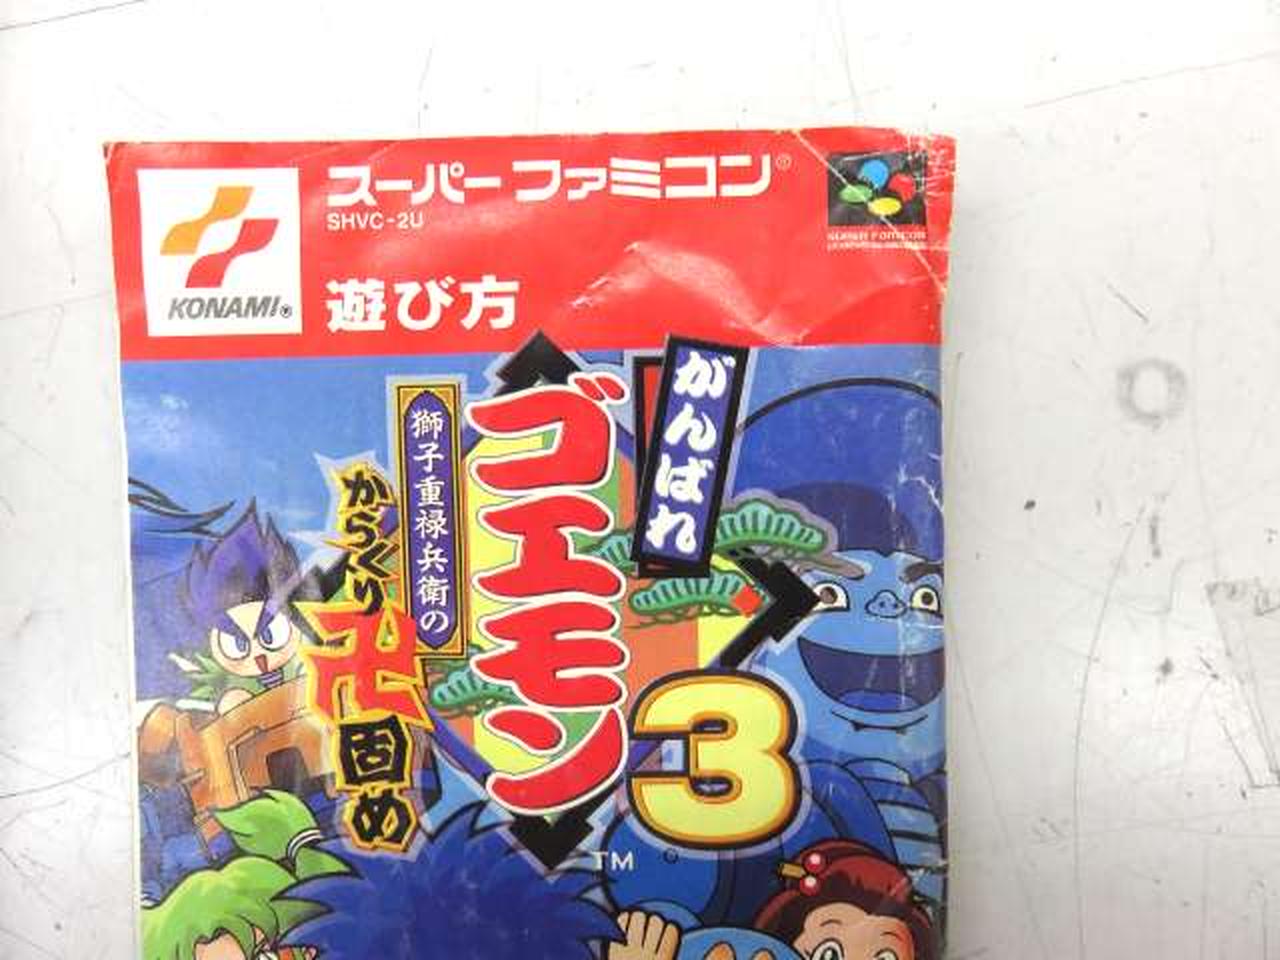 スーパーファミコン®
SHVC-2U
SUPER FAMICOM
KONAMI®
遊び方
がんばれ
ゴエモン
3
獅子重禄兵衛の
からくり
卍
固め
TM